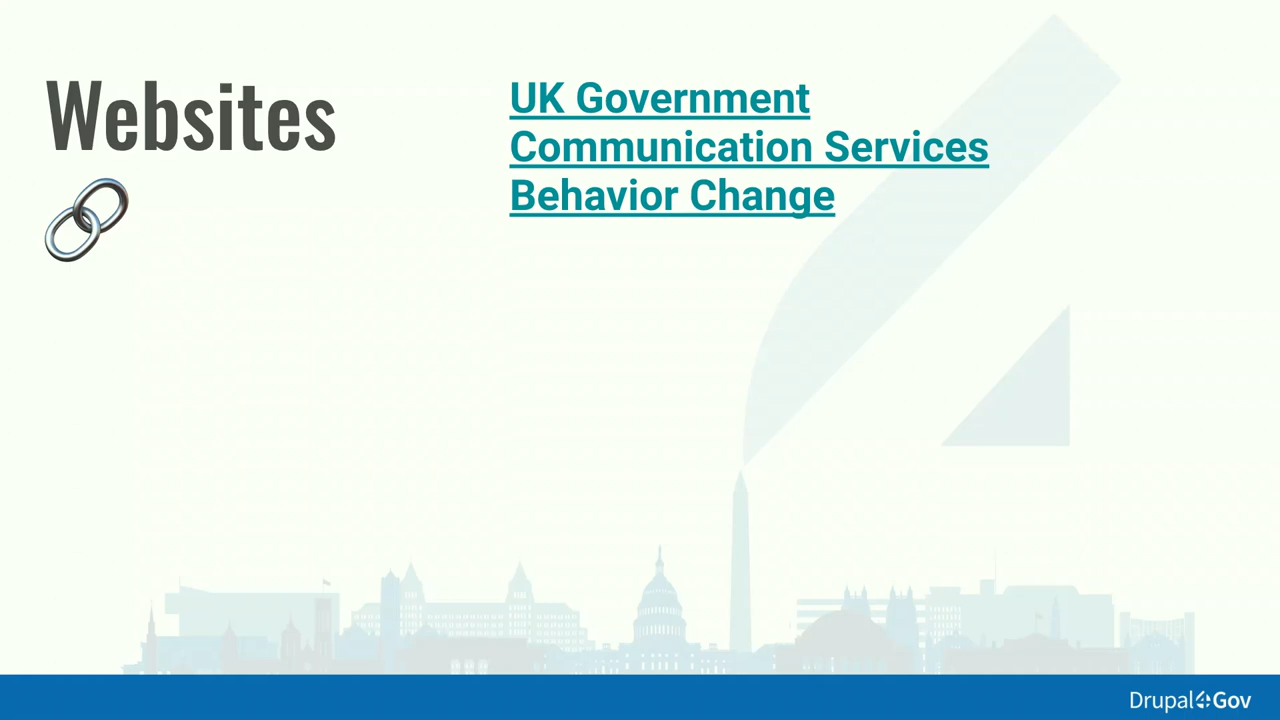 Websites
UK Government
Communication Services
Behavior Change
Drupal4Gov